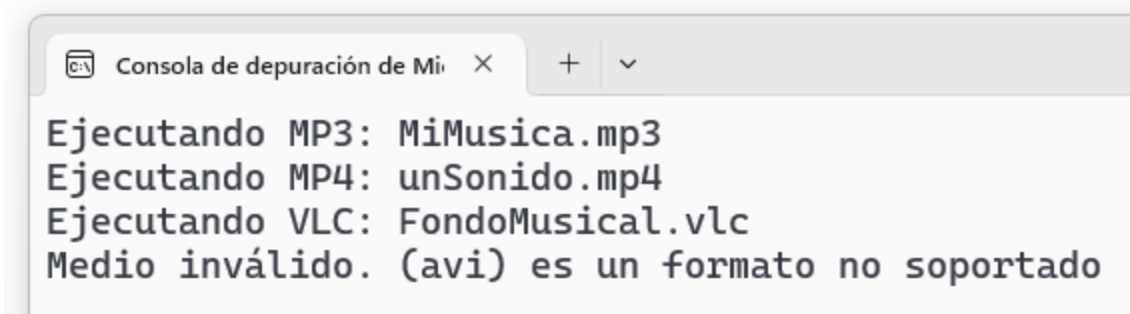 Consola de depuración de Mi
Ejecutando MP3: MiMusica.mp3
Ejecutando MP4: unSonido.mp4
Ejecutando VLC: FondoMusical.vlc
Medio inválido. (avi) es un formato no soportado